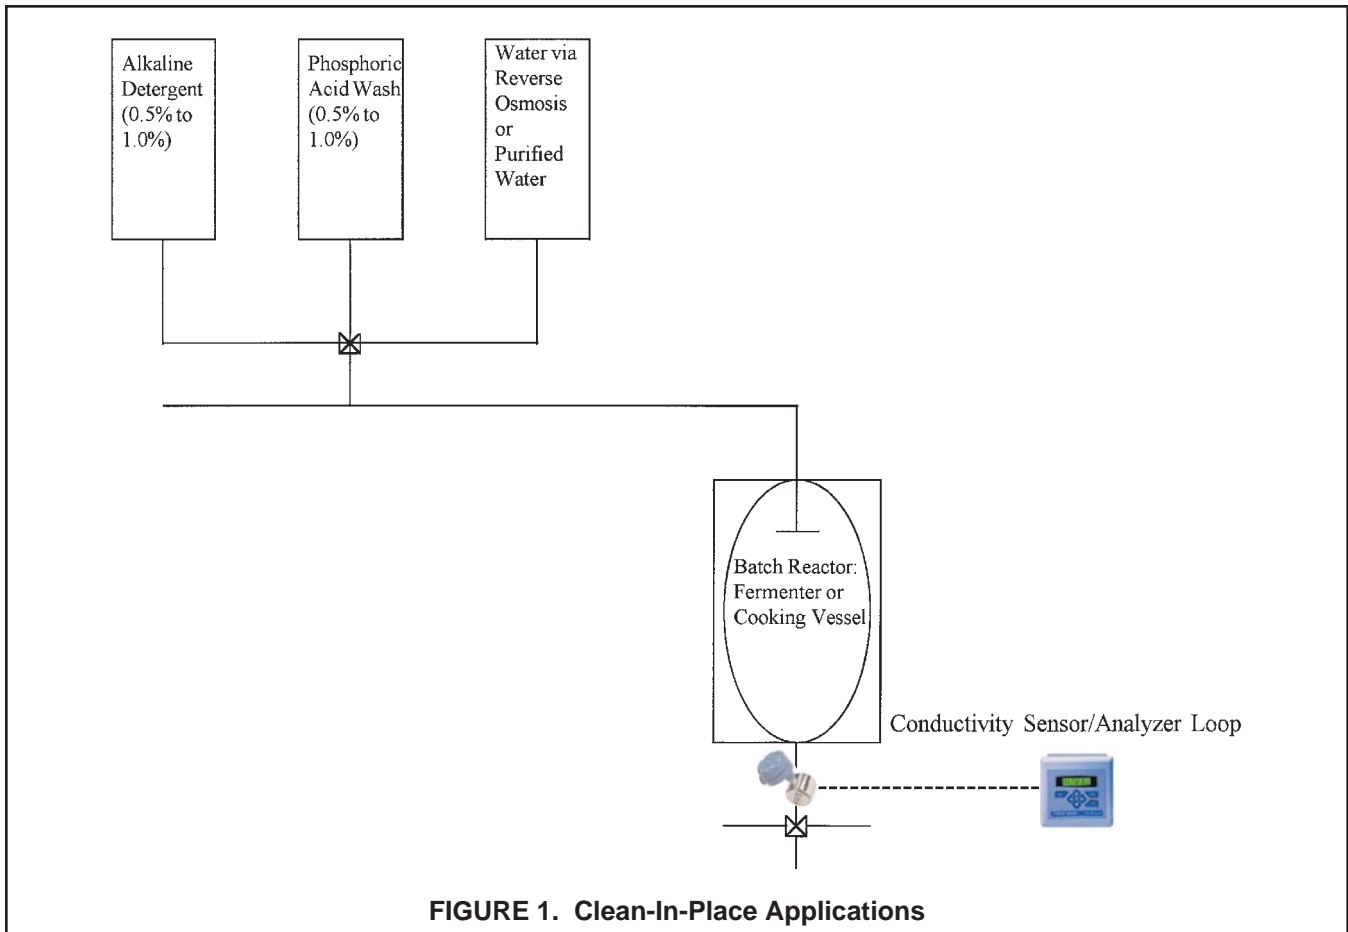 Alkaline
Detergent
(0.5% to
1.0%)
Phosphoric
Acid Wash
(0.5% to
1.0%)
Water via
Reverse
Osmosis
or
Purified
Water
Batch Reactor:
Fermenter or
Cooking Vessel
Conductivity Sensor/Analyzer Loop
FIGURE 1. Clean-In-Place Applications